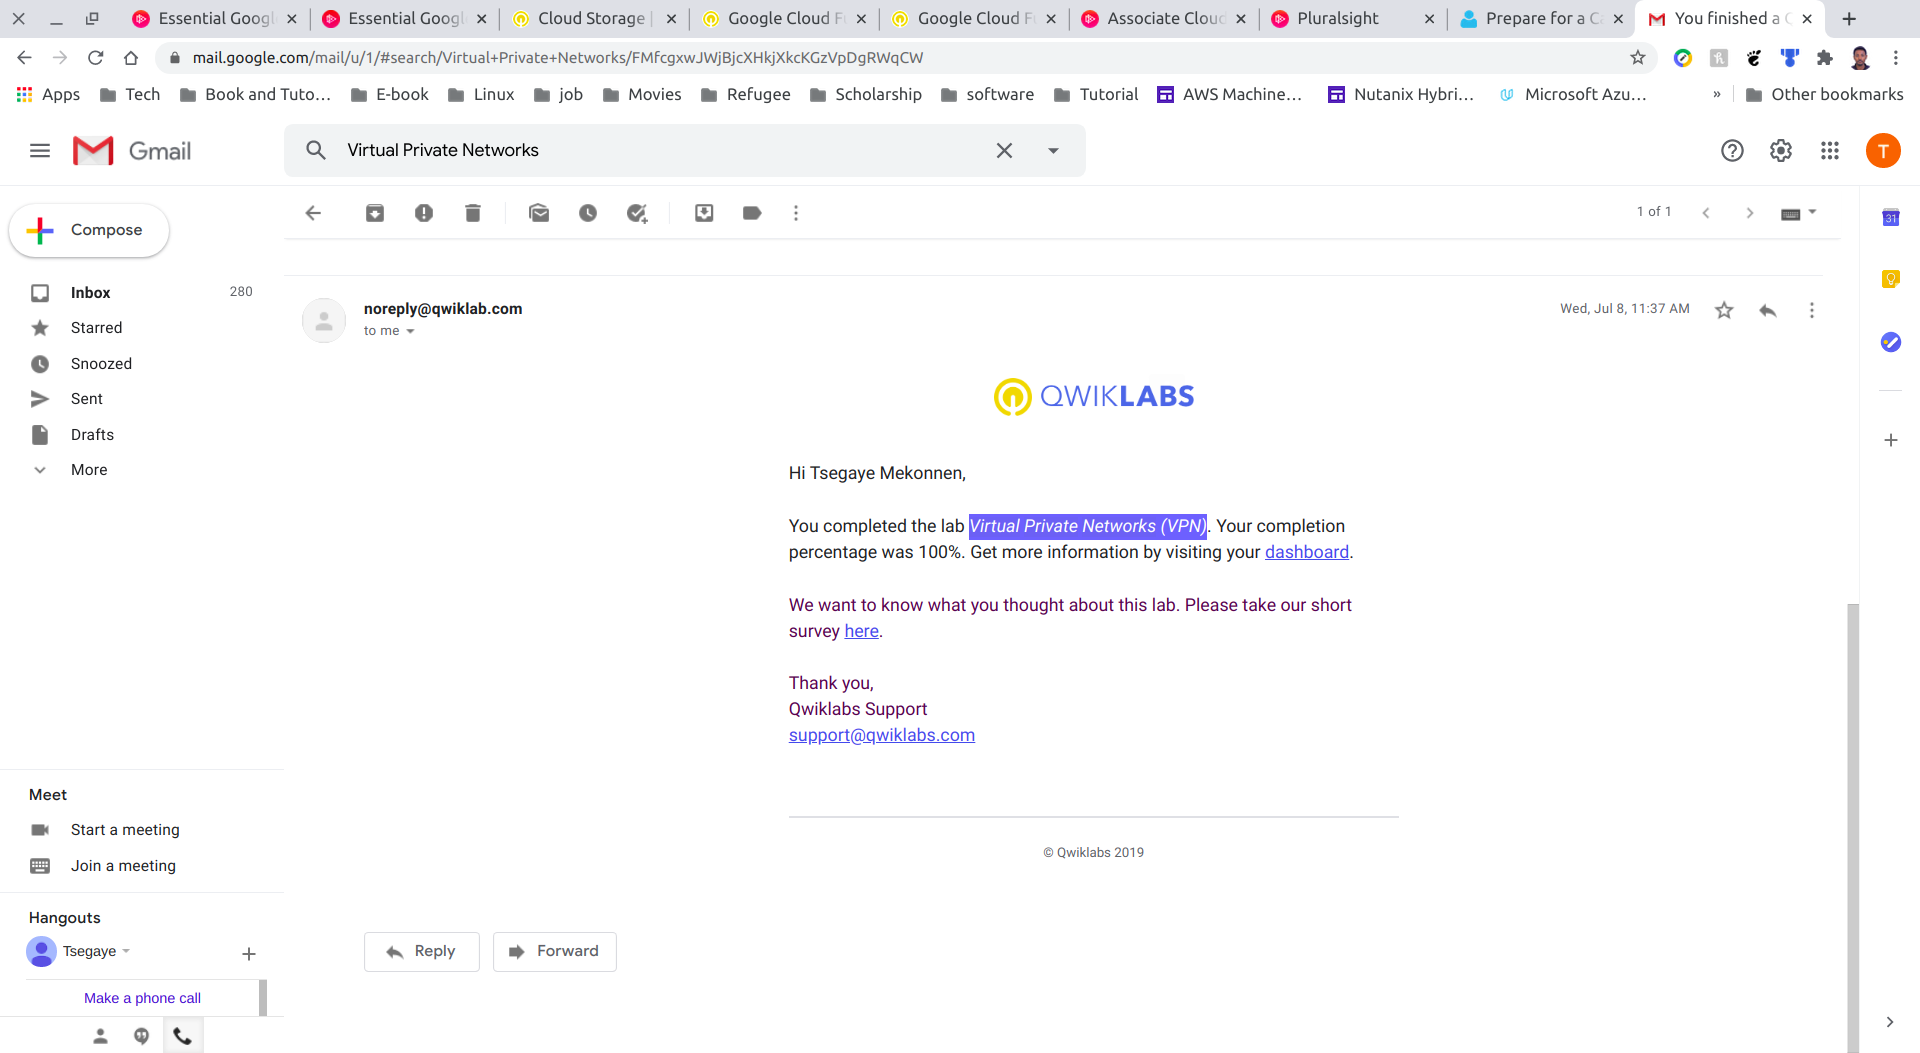 Essential Googl
Essential Googl
Cloud Storage |
Google Cloud F
Google Cloud F
Associate Cloud
Pluralsight
Prepare for a C
You finished a
mail.google.com/mail/u/1/#search/Virtual+Private+Networks/FMfcgxwJWjBjcXHkjXkcKGzVpDgRWqCW
Apps
Tech
Book and Tuto...
E-book
Linux
job
Movies
Refugee
Scholarship
software
Tutorial
AWS Machine...
Nutanix Hybri...
Microsoft Azu...
»
Other bookmarks
Gmail
Virtual Private Networks
T
Compose
1 of 1
31
Inbox 280
Starred
Snoozed
Sent
Drafts
More
noreply@qwiklab.com
Wed, Jul 8, 11:37 AM
to me
QWIKLABS
Hi Tsegaye Mekonnen,
You completed the lab Virtual Private Networks (VPN). Your completion
percentage was 100%. Get more information by visiting your dashboard.
We want to know what you thought about this lab. Please take our short
survey here.
Thank you,
Qwiklabs Support
support@qwiklabs.com
© Qwiklabs 2019
Reply
Forward
Meet
Start a meeting
Join a meeting
Hangouts
Tsegaye
Make a phone call